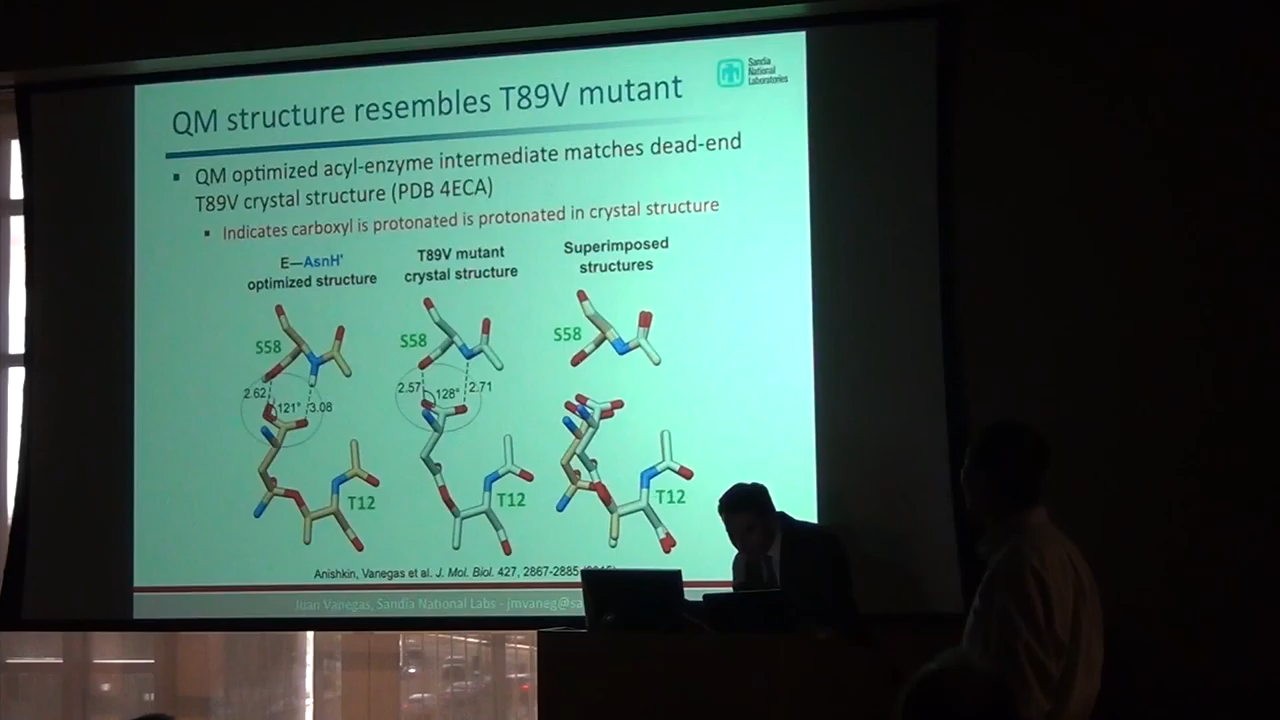 QM structure resembles T89V mutant
Sandia
National
Laboratories
▪ QM optimized acyl-enzyme intermediate matches dead-end
T89V crystal structure (PDB 4ECA)
▪ Indicates carboxyl is protonated is protonated in crystal structure
E—AsnH'
optimized structure
T89V mutant
crystal structure
Superimposed
structures
S58
S58
S58
2.62
121°
3.08
2.57
128°
2.71
T12
T12
T12
Anishkin, Vanegas et al. J. Mol. Biol. 427, 2867-2885
Juan Vanegas, Sandia National Labs - jmvaneg@sa